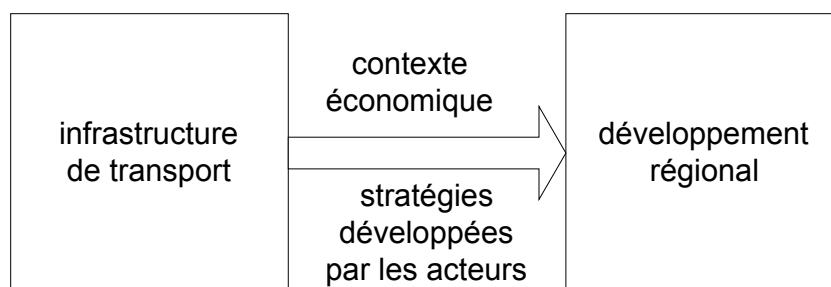 infrastructure
de transport
contexte
économique
stratégies
développées
par les acteurs
développement
régional